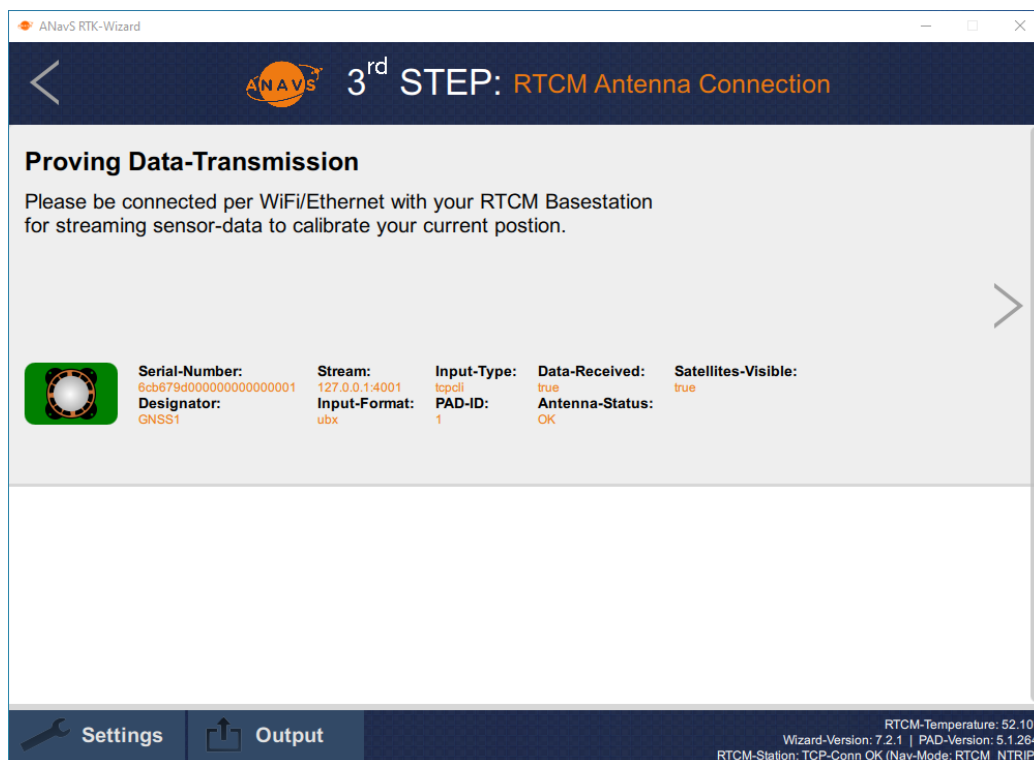 ANavS RTK-Wizard
ANAVS 3rd STEP: RTCM Antenna Connection
Proving Data-Transmission
Please be connected per WiFi/Ethernet with your RTCM Basestation
for streaming sensor-data to calibrate your current postion.
Serial-Number: Stream: Input-Type: Data-Received: Satellites-Visible:
6cb679d000000000000001 127.0.0.1:4001 tcpcli true true
Designator: Input-Format: PAD-ID: Antenna-Status:
GNSS1 ubx 1 OK
Settings Output
RTCM-Temperature: 52.10
Wizard-Version: 7.2.1 | PAD-Version: 5.1.264
RTCM-Station: TCP-Conn OK (Nav-Mode: RTCM_NTRIP